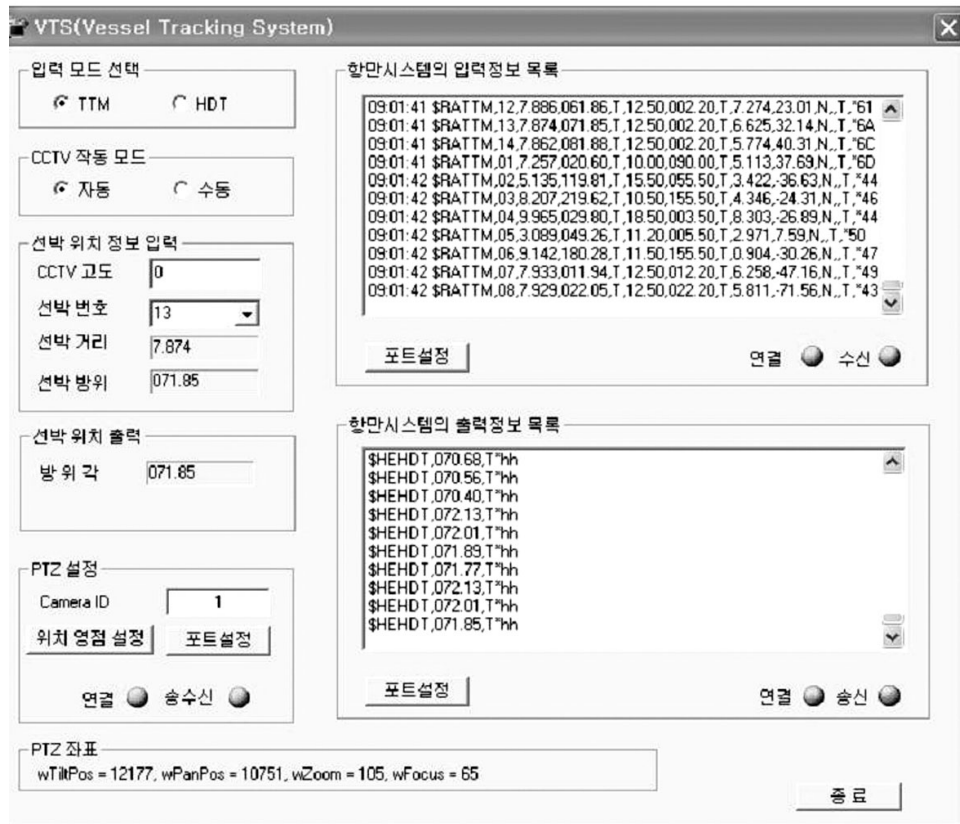 VTS(Vessel Tracking System)
입력 모드 선택
TTM HDT
CCTV 작동 모드
자동 수동
선박 위치 정보 입력
CCTV 고도 0
선박 번호 13
선박 거리 7.874
선박 방위 071.85
선박 위치 출력
방 위 각 071.85
PTZ 설정
Camera ID 1
위치 영점 설정 포트설정
연결 송수신
항만시스템의 입력정보 목록
09:01:41 $RATTM,12,7.886,061.86,T,12.50,002.20,T,7.274,23.01,N,,T,*61
09:01:41 $RATTM,13,7.874,071.85,T,12.50,002.20,T,6.625,32.14,N,,T,*6A
09:01:41 $RATTM,14,7.862,081.88,T,12.50,002.20,T,5.774,40.31,N,,T,*6C
09:01:41 $RATTM,01,7.257,020.60,T,10.00,090.00,T,5.113,37.69,N,,T,*6D
09:01:42 $RATTM,02,5.135,119.81,T,15.50,055.50,T,3.422,-36.63,N,,T,*44
09:01:42 $RATTM,03,8.207,219.62,T,10.50,155.50,T,4.346,-24.31,N,,T,*46
09:01:42 $RATTM,04,9.965,029.80,T,18.50,003.50,T,8.303,-26.89,N,,T,*44
09:01:42 $RATTM,05,3.089,049.26,T,11.20,005.50,T,2.971,7.59,N,,T,*50
09:01:42 $RATTM,06,9.142,180.28,T,11.50,155.50,T,0.904,-30.26,N,,T,*47
09:01:42 $RATTM,07,7.933,011.94,T,12.50,012.20,T,6.258,-47.16,N,,T,*49
09:01:42 $RATTM,08,7.929,022.05,T,12.50,022.20,T,5.811,-71.56,N,,T,*43
포트설정 연결 수신
항만시스템의 출력정보 목록
$HEHDT,070.68,T*hh
$HEHDT,070.56,T*hh
$HEHDT,070.40,T*hh
$HEHDT,072.13,T*hh
$HEHDT,072.01,T*hh
$HEHDT,071.89,T*hh
$HEHDT,071.77,T*hh
$HEHDT,072.13,T*hh
$HEHDT,072.01,T*hh
$HEHDT,071.85,T*hh
포트설정 연결 송신
PTZ 좌표
wTiltPos = 12177, wPanPos = 10751, wZoom = 105, wFocus = 65
종 료